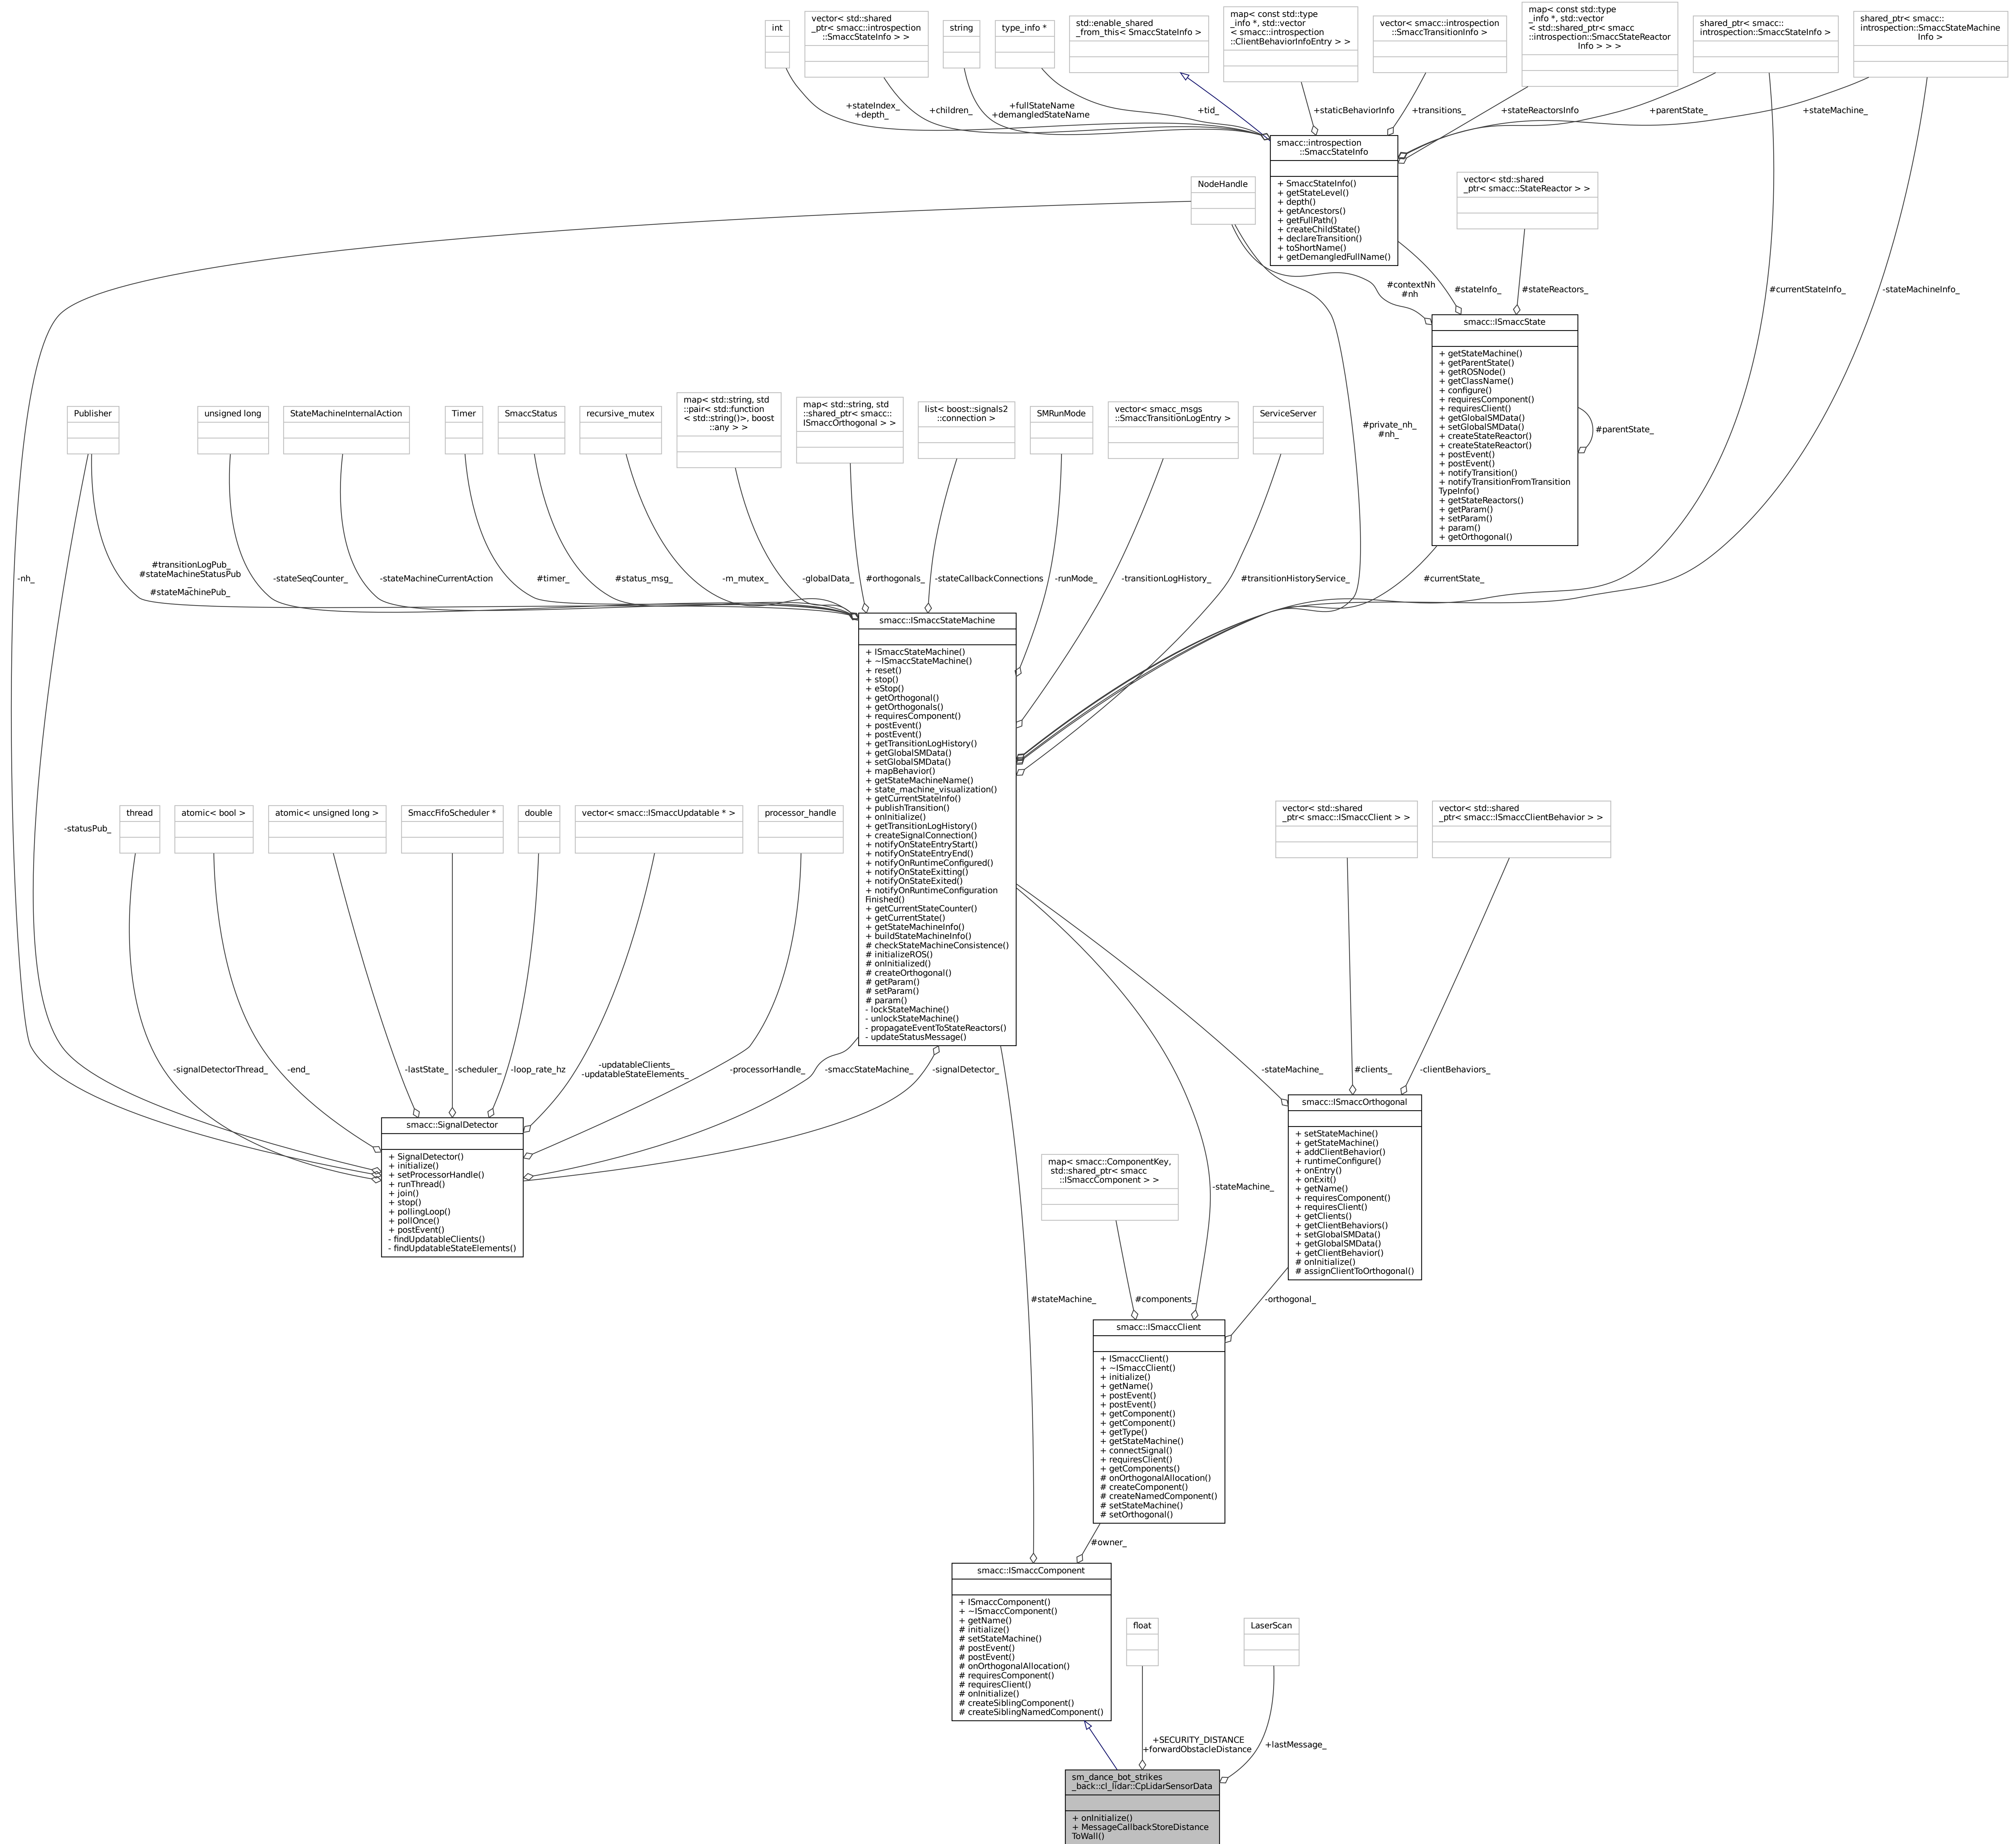 int
vector< std::shared
_ptr< smacc::introspection
::SmaccStateInfo > >
string
type_info *
std::enable_shared
_from_this< SmaccStateInfo >
map< const std::type
_info *, std::vector
< smacc::introspection
::ClientBehaviorInfoEntry > >
vector< smacc::introspection
::SmaccTransitionInfo >
map< const std::type
_info *, std::vector
< std::shared_ptr< smacc
::introspection::SmaccStateReactor
Info > > >
shared_ptr< smacc::
introspection::SmaccStateInfo >
shared_ptr< smacc::
introspection::SmaccStateMachine
Info >
+stateIndex_
+depth_
+children_
+fullStateName
+demangledStateName
+tid_
+staticBehaviorInfo
+transitions_
+stateReactorsInfo
+parentState_
+stateMachine_
smacc::introspection
::SmaccStateInfo
+ SmaccStateInfo()
+ getStateLevel()
+ depth()
+ getAncestors()
+ getFullPath()
+ createChildState()
+ declareTransition()
+ toShortName()
+ getDemangledFullName()
NodeHandle
vector< std::shared
_ptr< smacc::StateReactor > >
#contextNh
#nh
#stateInfo_
#stateReactors_
#currentStateInfo_
-stateMachineInfo_
smacc::ISmaccState
+ getStateMachine()
+ getParentState()
+ getROSNode()
+ getClassName()
+ configure()
+ requiresComponent()
+ requiresClient()
+ getGlobalSMData()
+ setGlobalSMData()
+ createStateReactor()
+ createStateReactor()
+ postEvent()
+ postEvent()
+ notifyTransition()
+ notifyTransitionFromTransition
TypeInfo()
+ getStateReactors()
+ getParam()
+ setParam()
+ param()
+ getOrthogonal()
#parentState_
Publisher
unsigned long
StateMachineInternalAction
Timer
SmaccStatus
recursive_mutex
map< std::string, std
::pair< std::function
< std::string()>, boost
::any > >
map< std::string, std
::shared_ptr< smacc::
ISmaccOrthogonal > >
list< boost::signals2
::connection >
SMRunMode
vector< smacc_msgs
::SmaccTransitionLogEntry >
ServiceServer
#private_nh_
#nh_
-nh_
#transitionLogPub_
#stateMachineStatusPub
_
#stateMachinePub_
-stateSeqCounter_
-stateMachineCurrentAction
#timer_
#status_msg_
-m_mutex_
-globalData_
#orthogonals_
-stateCallbackConnections
-runMode_
-transitionLogHistory_
#transitionHistoryService_
#currentState_
smacc::ISmaccStateMachine
+ ISmaccStateMachine()
+ ~ISmaccStateMachine()
+ reset()
+ stop()
+ eStop()
+ getOrthogonal()
+ getOrthogonals()
+ requiresComponent()
+ postEvent()
+ postEvent()
+ getTransitionLogHistory()
+ getGlobalSMData()
+ setGlobalSMData()
+ mapBehavior()
+ getStateMachineName()
+ state_machine_visualization()
+ getCurrentStateInfo()
+ publishTransition()
+ onInitialize()
+ getTransitionLogHistory()
+ createSignalConnection()
+ notifyOnStateEntryStart()
+ notifyOnStateEntryEnd()
+ notifyOnRuntimeConfigured()
+ notifyOnStateExitting()
+ notifyOnStateExited()
+ notifyOnRuntimeConfiguration
Finished()
+ getCurrentStateCounter()
+ getCurrentState()
+ getStateMachineInfo()
+ buildStateMachineInfo()
# checkStateMachineConsistence()
# initializeROS()
# onInitialized()
# createOrthogonal()
# getParam()
# setParam()
# param()
- lockStateMachine()
- unlockStateMachine()
- propagateEventToStateReactors()
- updateStatusMessage()
-statusPub_
thread
atomic< bool >
atomic< unsigned long >
SmaccFifoScheduler *
double
vector< smacc::ISmaccUpdatable * >
processor_handle
vector< std::shared
_ptr< smacc::ISmaccClient > >
vector< std::shared
_ptr< smacc::ISmaccClientBehavior > >
-signalDetectorThread_
-end_
-lastState_
-scheduler_
-loop_rate_hz
-updatableClients_
-updatableStateElements_
-processorHandle_
-smaccStateMachine_
-signalDetector_
-stateMachine_
#clients_
-clientBehaviors_
smacc::SignalDetector
+ SignalDetector()
+ initialize()
+ setProcessorHandle()
+ runThread()
+ join()
+ stop()
+ pollingLoop()
+ pollOnce()
+ postEvent()
- findUpdatableClients()
- findUpdatableStateElements()
smacc::ISmaccOrthogonal
+ setStateMachine()
+ getStateMachine()
+ addClientBehavior()
+ runtimeConfigure()
+ onEntry()
+ onExit()
+ getName()
+ requiresComponent()
+ requiresClient()
+ getClients()
+ getClientBehaviors()
+ setGlobalSMData()
+ getGlobalSMData()
+ getClientBehavior()
# onInitialize()
# assignClientToOrthogonal()
map< smacc::ComponentKey,
std::shared_ptr< smacc
::ISmaccComponent > >
-stateMachine_
#stateMachine_
#components_
-orthogonal_
smacc::ISmaccClient
+ ISmaccClient()
+ ~ISmaccClient()
+ initialize()
+ getName()
+ postEvent()
+ postEvent()
+ getComponent()
+ getComponent()
+ getType()
+ getStateMachine()
+ connectSignal()
+ requiresClient()
+ getComponents()
# onOrthogonalAllocation()
# createComponent()
# createNamedComponent()
# setStateMachine()
# setOrthogonal()
#owner_
smacc::ISmaccComponent
+ ISmaccComponent()
+ ~ISmaccComponent()
+ getName()
# initialize()
# setStateMachine()
# postEvent()
# postEvent()
# onOrthogonalAllocation()
# requiresComponent()
# requiresClient()
# onInitialize()
# createSiblingComponent()
# createSiblingNamedComponent()
float
LaserScan
+SECURITY_DISTANCE
+forwardObstacleDistance
+lastMessage_
sm_dance_bot_strikes
_back::cl_lidar::CpLidarSensorData
+ onInitialize()
+ MessageCallbackStoreDistance
ToWall()